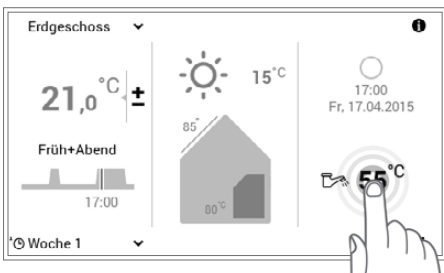 Erdgeschoss
21,0 °C ±
Früh+Abend
17:00
Woche 1
15°C
85°
60°C
17:00
Fr, 17.04.2015
55°C